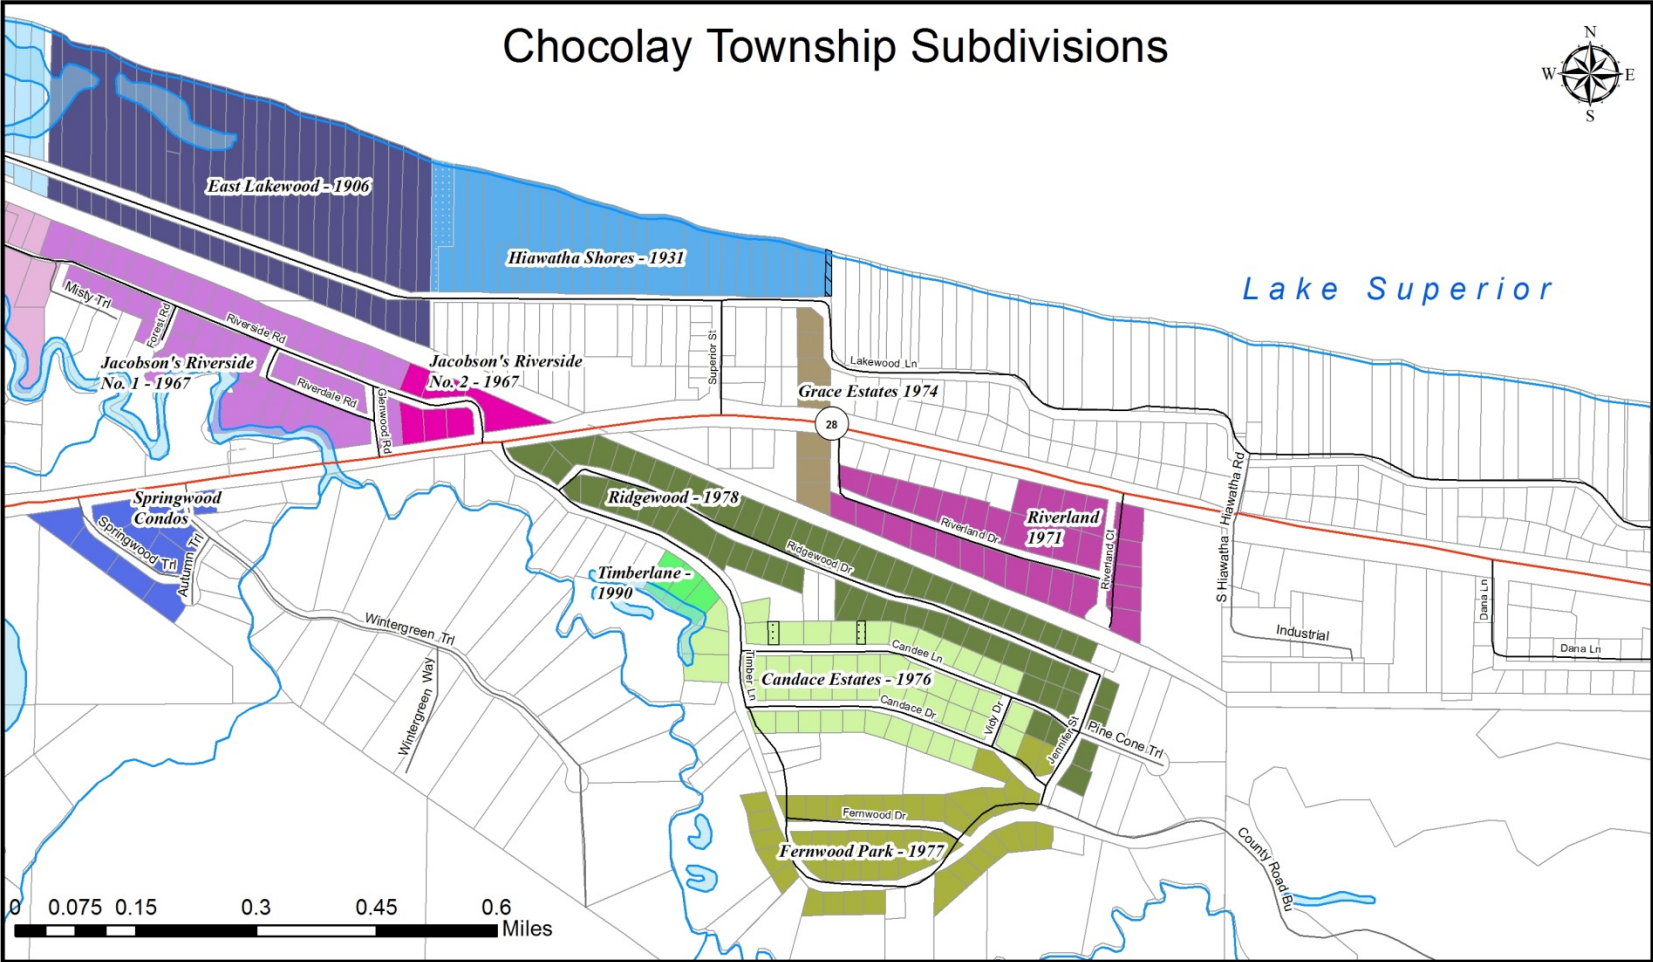 Chocolay Township Subdivisions
N
W
E
S
East Lakewood - 1906
Hiawatha Shores - 1931
Lake Superior
Misty Trl
Forest Rd
Riverside Rd
Jacobson's Riverside
No. 1 - 1967
Jacobson's Riverside
No. 2 - 1967
Riverdale Rd
Glenwood Rd
Superior St
Lakewood Ln
Grace Estates 1974
28
S Hiawatha - Hiawatha Rd
Springwood
Condos
Springwood Trl
Autumn Trl
Ridgewood - 1978
Ridgewood Dr
Riverland
1971
Riverland Dr
Riverland Ct
Timberlane -
1990
Wintergreen Trl
Wintergreen Way
Industrial
Dana Ln
Dana Ln
Candee Ln
Timber Ln
Candace Estates - 1976
Candace Dr
Vidy Dr
Jennifer St
Pine Cone Trl
Fernwood Dr
Fernwood Park - 1977
County Road Bu
0 0.075 0.15 0.3 0.45 0.6
Miles